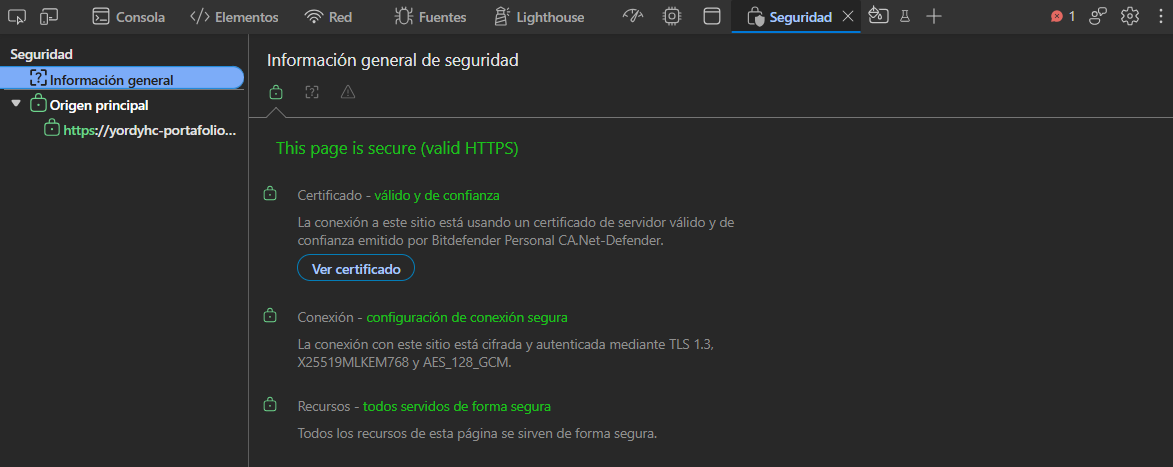 Consola
Elementos
Red
Fuentes
Lighthouse
Seguridad
1
Seguridad
Información general
Origen principal
https://yordyhc-portafolio...
Información general de seguridad
This page is secure (valid HTTPS)
Certificado - válido y de confianza
La conexión a este sitio está usando un certificado de servidor válido y de
confianza emitido por Bitdefender Personal CA.Net-Defender.
Ver certificado
Conexión - configuración de conexión segura
La conexión con este sitio está cifrada y autenticada mediante TLS 1.3,
X25519MLKEM768 y AES_128_GCM.
Recursos - todos servidos de forma segura
Todos los recursos de esta página se sirven de forma segura.